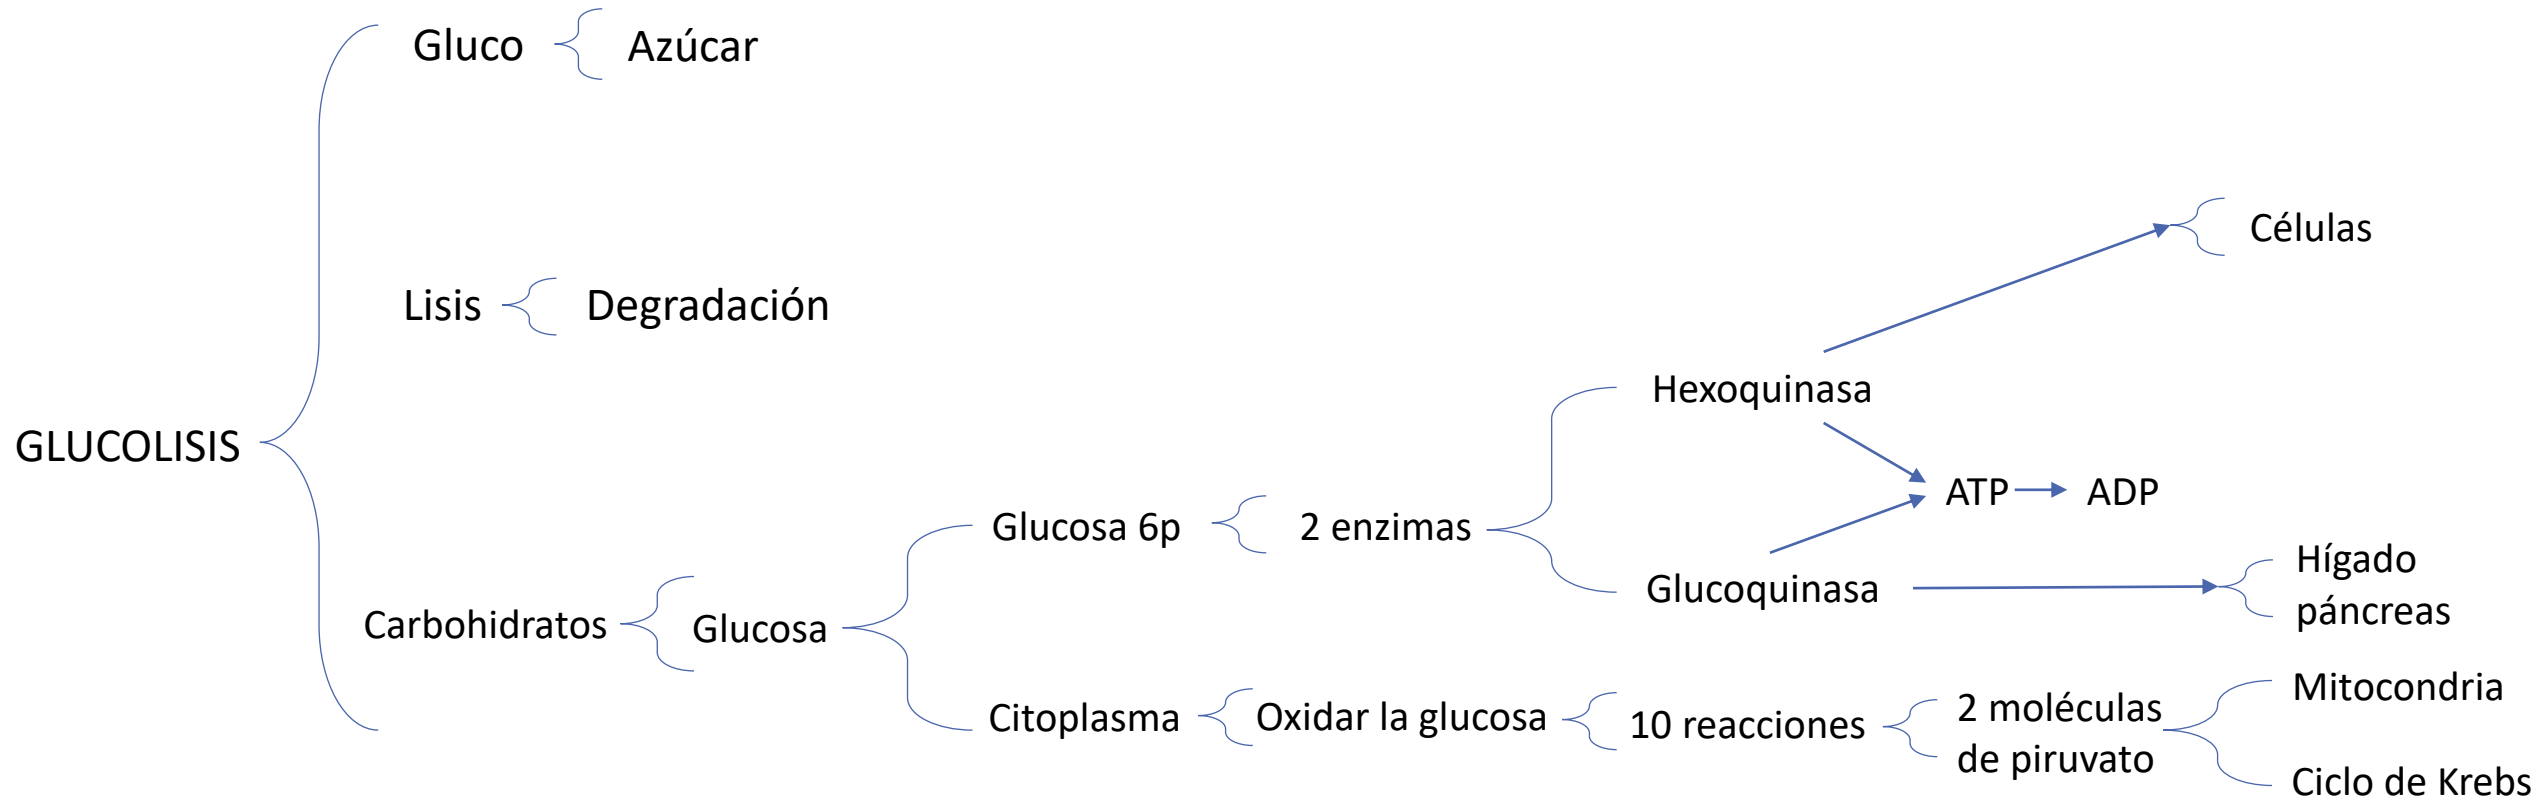 GLUCOLISIS
Gluco
Azúcar
Lisis
Degradación
Carbohidratos
Glucosa
Glucosa 6p
2 enzimas
Hexoquinasa
Células
ATP
ADP
Glucoquinasa
Hígado
páncreas
Citoplasma
Oxidar la glucosa
10 reacciones
2 moléculas
de piruvato
Mitocondria
Ciclo de Krebs